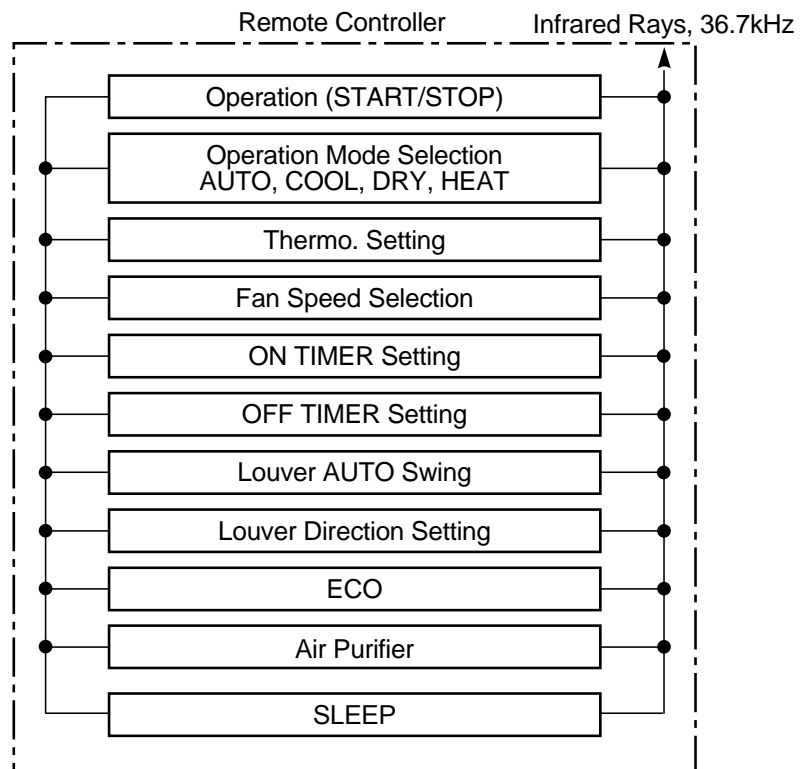 Remote Controller
Infrared Rays, 36.7kHz
Operation (START/STOP)
Operation Mode Selection
AUTO, COOL, DRY, HEAT
Thermo. Setting
Fan Speed Selection
ON TIMER Setting
OFF TIMER Setting
Louver AUTO Swing
Louver Direction Setting
ECO
Air Purifier
SLEEP